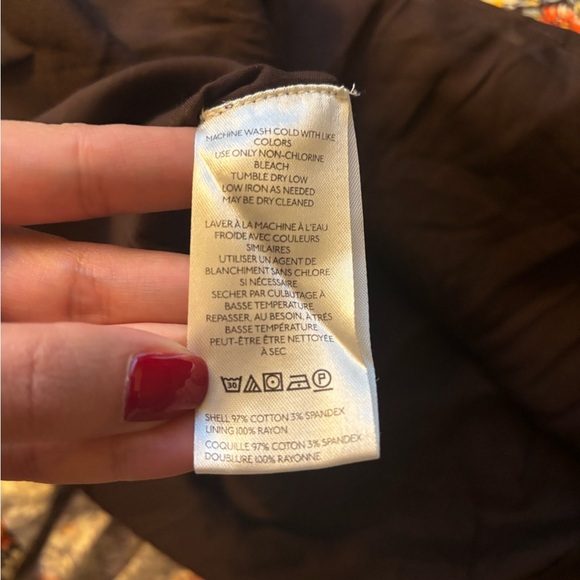 MACHINE WASH COLD WITH LIKE
COLORS
USE ONLY NON-CHLORINE
BLEACH
TUMBLE DRY LOW
LOW IRON AS NEEDED
MAY BE DRY CLEANED
LAVER À LA MACHINE À L'EAU
FROIDE AVEC COULEURS
SIMILAIRES
UTILISER UN AGENT DE
BLANCHIMENT SANS CHLORE
SI NÉCESSAIRE
SECHER PAR CULBUTAGE À
BASSE TEMPERATURE
REPASSER, AU BESOIN, À TRÉS
BASSE TEMPÉRATURE
PEUT-ÊTRE ÊTRE NETTOYÉE
À SEC
30 P
SHELL 97% COTTON 3% SPANDEX
LINING 100% RAYON
COQUILLE 97% COTON 3% SPANDEX
DOUBLURE 100% RAYONNE